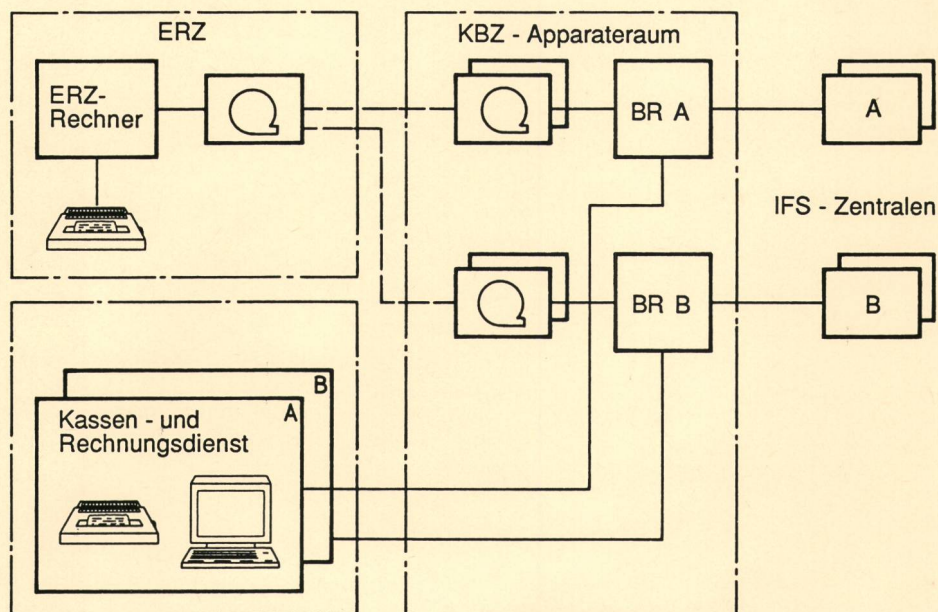 ERZ
ERZ-
Rechner
KBZ - Apparateraum
BR A
A
IFS - Zentralen
BR B
B
B
A
Kassen - und
Rechnungsdienst